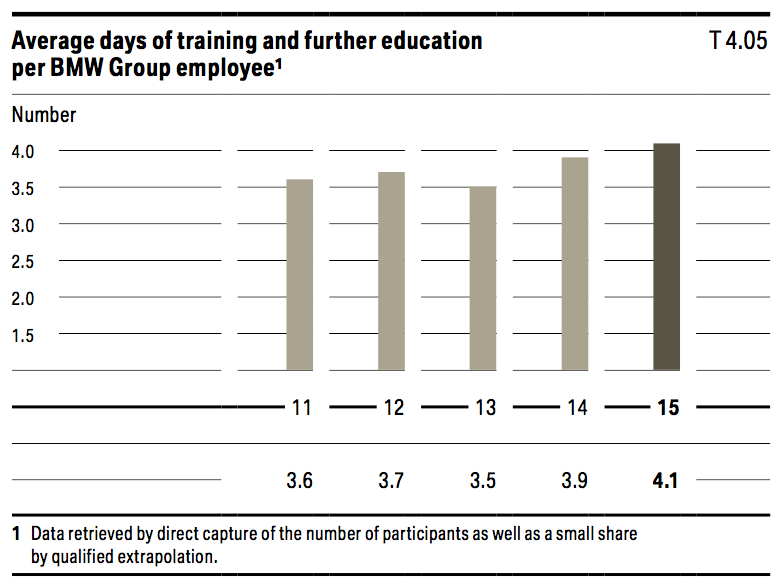 Average days of training and further education T 4.05
per BMW Group employee¹
Number
4.0
3.5
3.0
2.5
2.0
1.5
11 12 13 14 15
3.6 3.7 3.5 3.9 4.1
1 Data retrieved by direct capture of the number of participants as well as a small share
by qualified extrapolation.